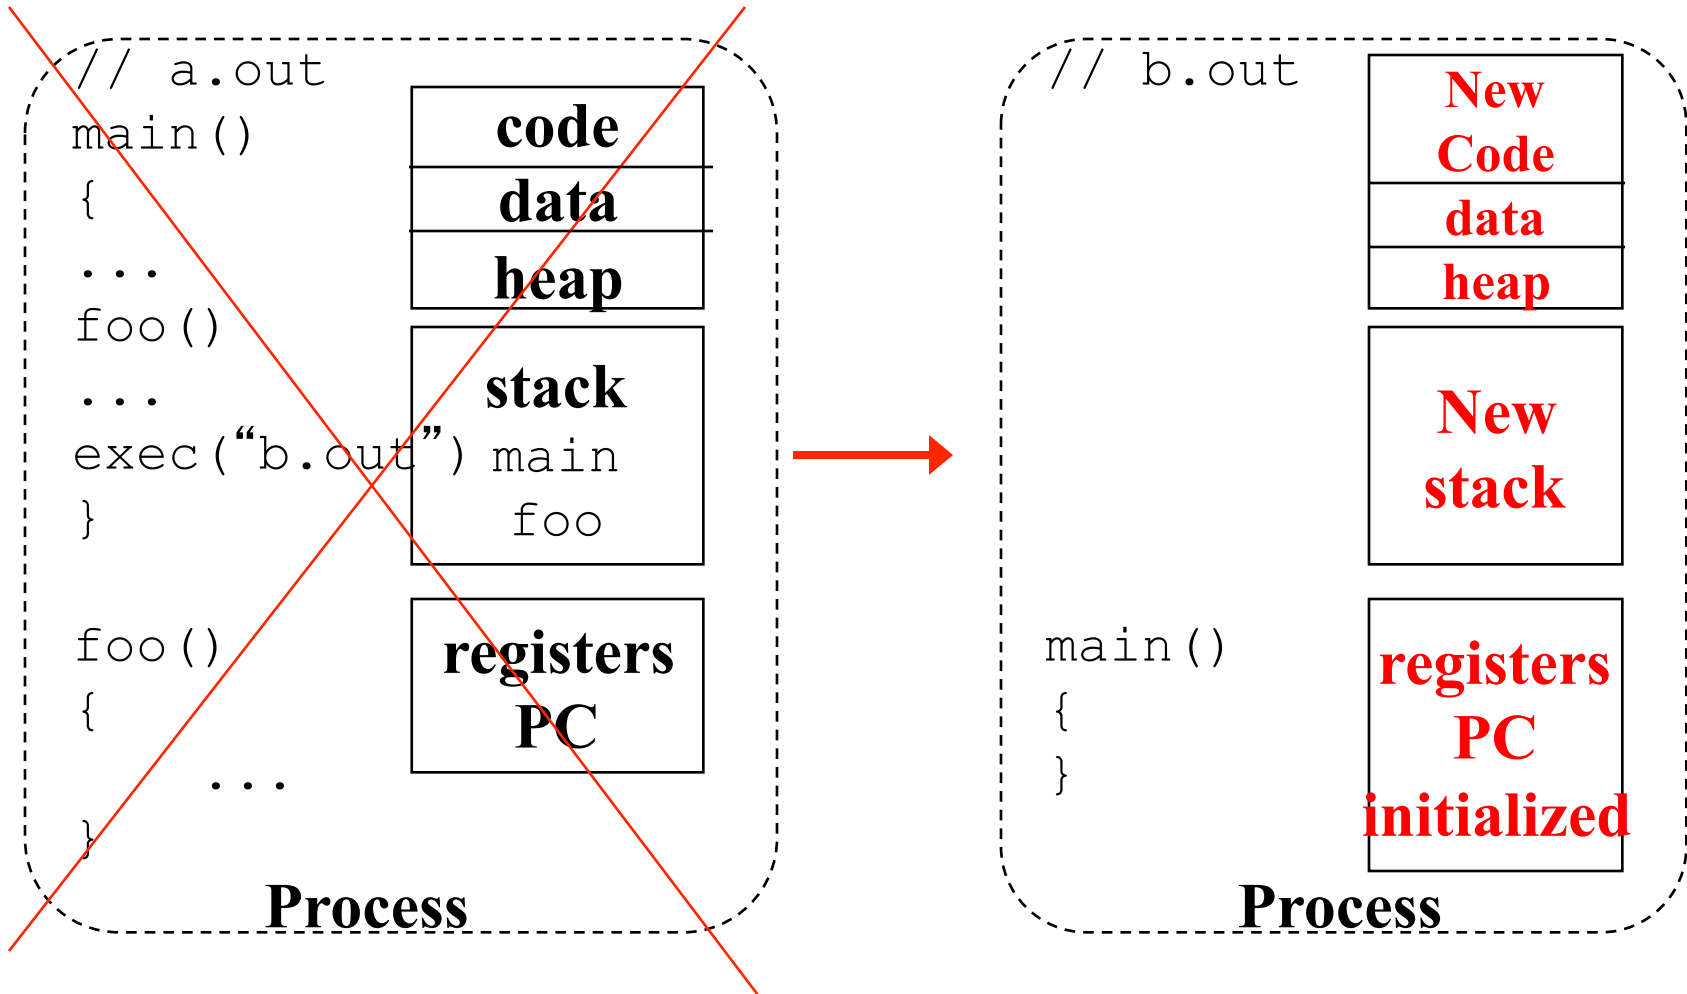 // a.out
main()
{
...
foo()
...
exec(“b.out”)
}
foo()
{
...
}
code
data
heap
stack
main
foo
registers
PC
Process
// b.out
main()
{
}
New
Code
data
heap
New
stack
registers
PC
initialized
Process